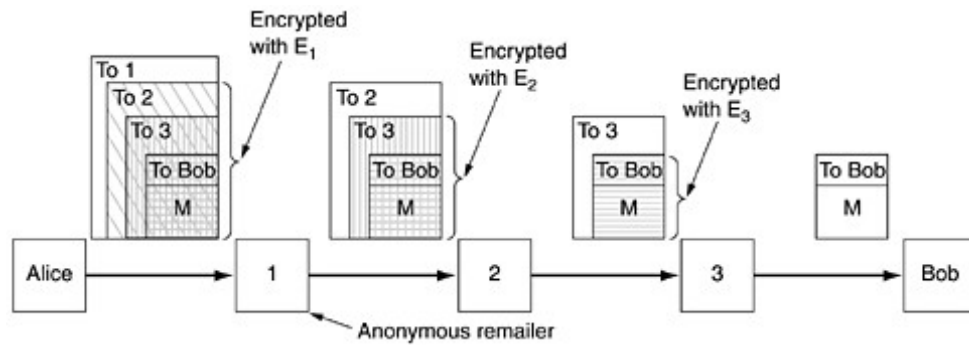 Encrypted
with E1
Encrypted
with E2
Encrypted
with E3
To 1
To 2
To 3
To Bob
M
To 2
To 3
To Bob
M
To 3
To Bob
M
To Bob
M
Alice
1
2
3
Bob
Anonymous remailer